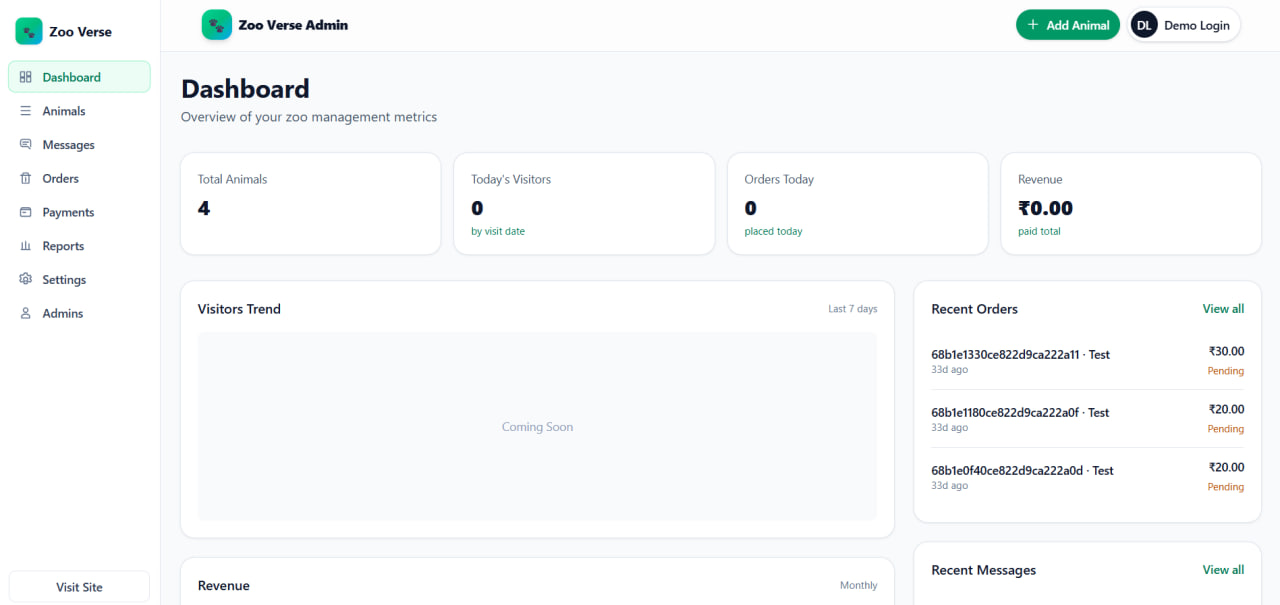 Zoo Verse
Dashboard
Animals
Messages
Orders
Payments
Reports
Settings
Admins
Visit Site
Zoo Verse Admin
Add Animal
DL
Demo Login
Dashboard
Overview of your zoo management metrics
Total Animals
4
Today's Visitors
0
by visit date
Orders Today
0
placed today
Revenue
₹0.00
paid total
Visitors Trend
Last 7 days
Coming Soon
Revenue
Monthly
Recent Orders
View all
68b1e1330ce822d9ca222a11 · Test
₹30.00
33d ago
Pending
68b1e1180ce822d9ca222a0f · Test
₹20.00
33d ago
Pending
68b1e0f40ce822d9ca222a0d · Test
₹20.00
33d ago
Pending
Recent Messages
View all